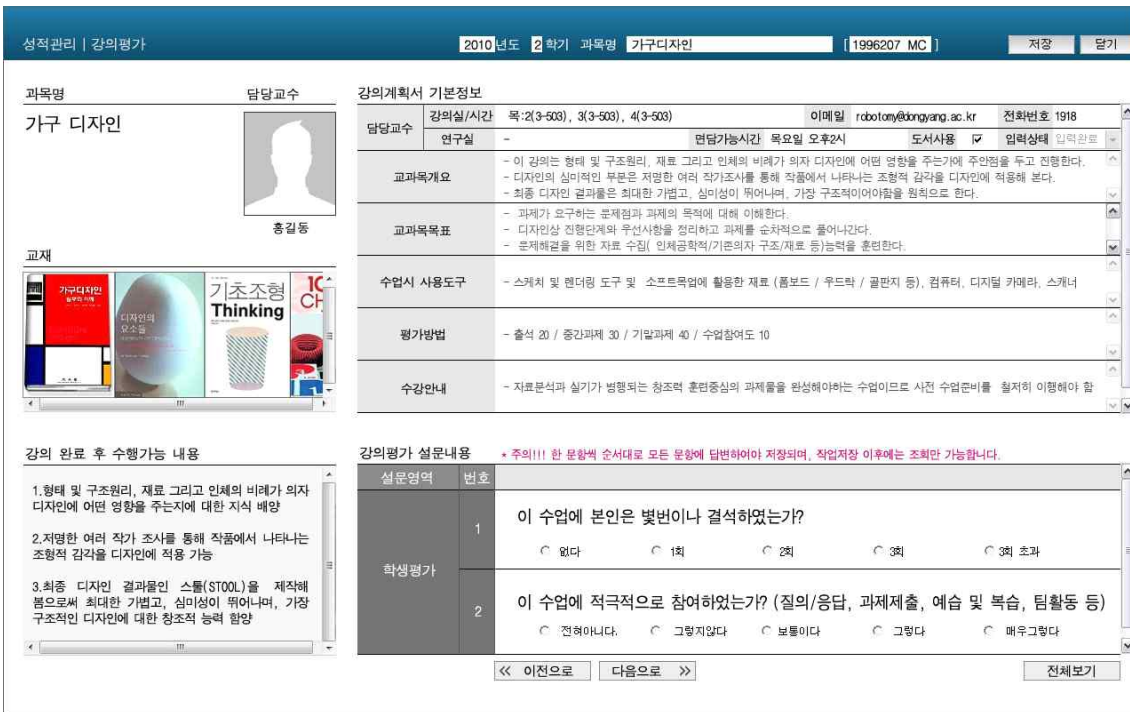 성적관리 | 강의평가
2010 년도 2 학기 과목명 가구디자인 [ 1996207 MC ] 저장 닫기
과목명 담당교수
가구 디자인
홍길동
교재
가구디자인
디자인의
요소들
기초조형
Thinking
10
CH
강의계획서 기본정보
담당교수 강의실/시간 목:2(3-503), 3(3-503), 4(3-503) 이메일 robotomy@dongyang.ac.kr 전화번호 1918
연구실 - 면담가능시간 목요일 오후2시 도서사용 입력상태 입력완료
교과목개요
- 이 강의는 형태 및 구조원리, 재료 그리고 인체의 비례가 의자 디자인에 어떤 영향을 주는가에 주안점을 두고 진행한다.
- 디자인의 심미적인 부분은 저명한 여러 작가조사를 통해 작품에서 나타나는 조형적 감각을 디자인에 적용해 본다.
- 최종 디자인 결과물은 최대한 가볍고, 심미성이 뛰어나며, 가장 구조적이어야함을 원칙으로 한다.
교과목목표
- 과제가 요구하는 문제점과 과제의 목적에 대해 이해한다.
- 디자인상 진행단계와 우선사항을 정리하고 과제를 순차적으로 풀어나간다.
- 문제해결을 위한 자료 수집( 인체공학적/기존의자 구조/재료 등)능력을 훈련한다.
수업시 사용도구
- 스케치 및 렌더링 도구 및 소프트목업에 활용한 재료 (폼보드 / 우드락 / 골판지 등), 컴퓨터, 디지털 카메라, 스캐너
평가방법
- 출석 20 / 중간과제 30 / 기말과제 40 / 수업참여도 10
수강안내
- 자료분석과 실기가 병행되는 창조력 훈련중심의 과제물을 완성해야하는 수업이므로 사전 수업준비를 철저히 이행해야 함
강의 완료 후 수행가능 내용
1.형태 및 구조원리, 재료 그리고 인체의 비례가 의자
디자인에 어떤 영향을 주는지에 대한 지식 배양
2.저명한 여러 작가 조사를 통해 작품에서 나타나는
조형적 감각을 디자인에 적용 가능
3.최종 디자인 결과물인 스툴(STOOL)을 제작해
봄으로써 최대한 가볍고, 심미성이 뛰어나며, 가장
구조적인 디자인에 대한 창조적 능력 함양
강의평가 설문내용 * 주의!!! 한 문항씩 순서대로 모든 문항에 답변하여야 저장되며, 작업저장 이후에는 조회만 가능합니다.
설문영역 번호
학생평가
1 이 수업에 본인은 몇번이나 결석하였는가?
없다 1회 2회 3회 3회 초과
2 이 수업에 적극적으로 참여하었는가? (질의/응답, 과제제출, 예습 및 복습, 팀활동 등)
전혀아니다. 그렇지않다 보통이다 그렇다 매우그렇다
<< 이전으로 다음으로 >> 전체보기